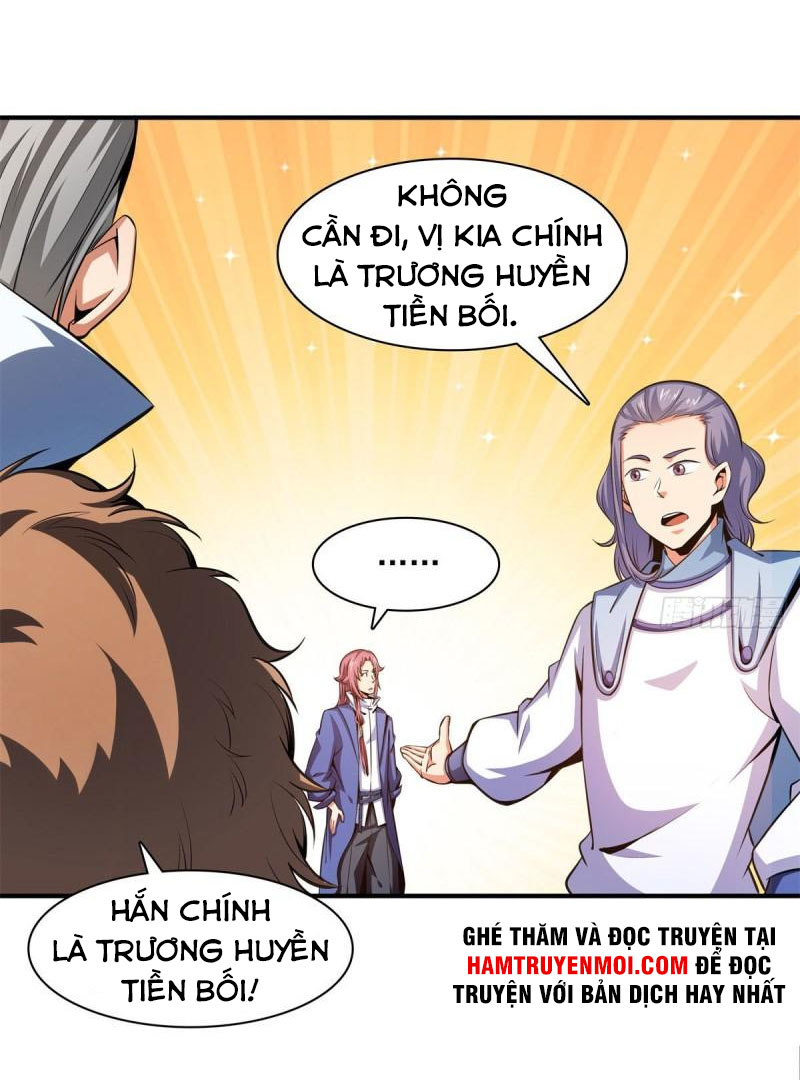 KHÔNG
CẦN ĐI, VỊ KIA CHÍNH
LÀ TRƯƠNG HUYỀN
TIỀN BỐI.
......
HẮN CHÍNH
LÀ TRƯƠNG HUYỀN
TIỀN BỐI!
GHÉ THĂM VÀ ĐỌC TRUYỆN TẠI
HAMTRUYENMOI.COM ĐỂ ĐỌC
TRUYỆN VỚI BẢN DỊCH HAY NHẤT